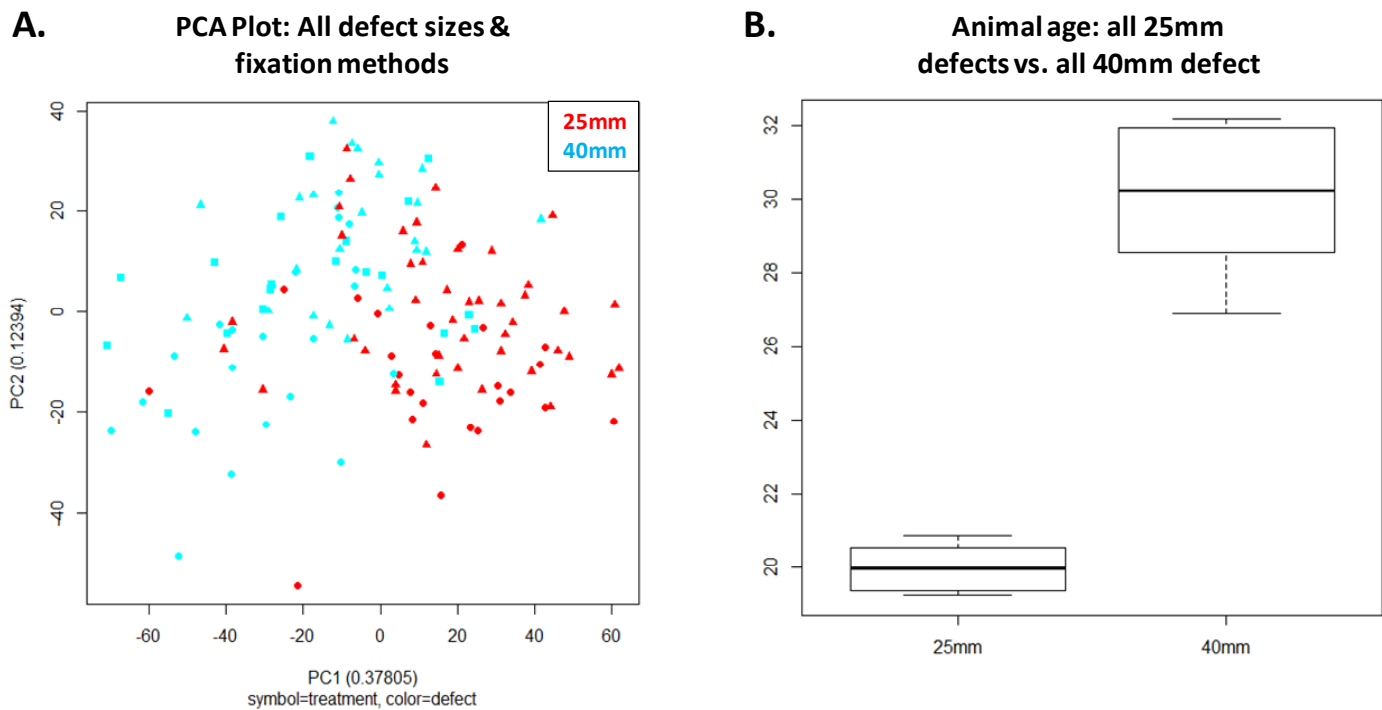 A.
PCA Plot: All defect sizes &
fixation methods
25mm
40mm
40
20
0
-20
-40
PC2 (0.12394)
-60 -40 -20 0 20 40 60
PC1 (0.37805)
symbol=treatment, color=defect
B.
Animal age: all 25mm
defects vs. all 40mm defect
32
30
28
26
24
22
20
25mm 40mm